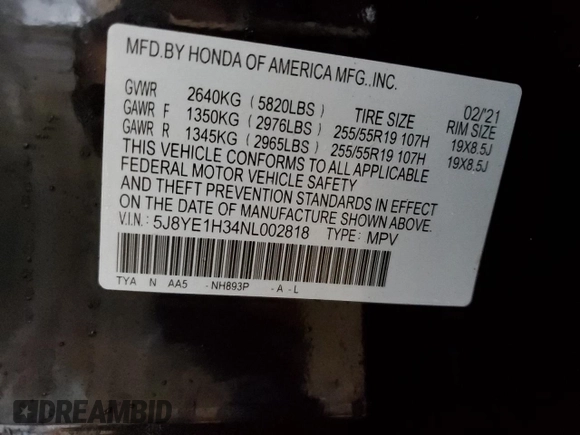 MFD.BY HONDA OF AMERICA MFG.,INC.
02/'21
GVWR 2640KG (5820LBS) TIRE SIZE RIM SIZE
GAWR F 1350KG (2976LBS) 255/55R19 107H 19X8.5J
GAWR R 1345KG (2965LBS) 255/55R19 107H 19X8.5J
THIS VEHICLE CONFORMS TO ALL APPLICABLE
FEDERAL MOTOR VEHICLE SAFETY
AND THEFT PREVENTION STANDARDS IN EFFECT
ON THE DATE OF MANUFACTURE SHOWN ABOVE.
V.I.N.: 5J8YE1H34NL002818 TYPE: MPV
TYA N AA5 - NH893P - A - L
DREAMBID